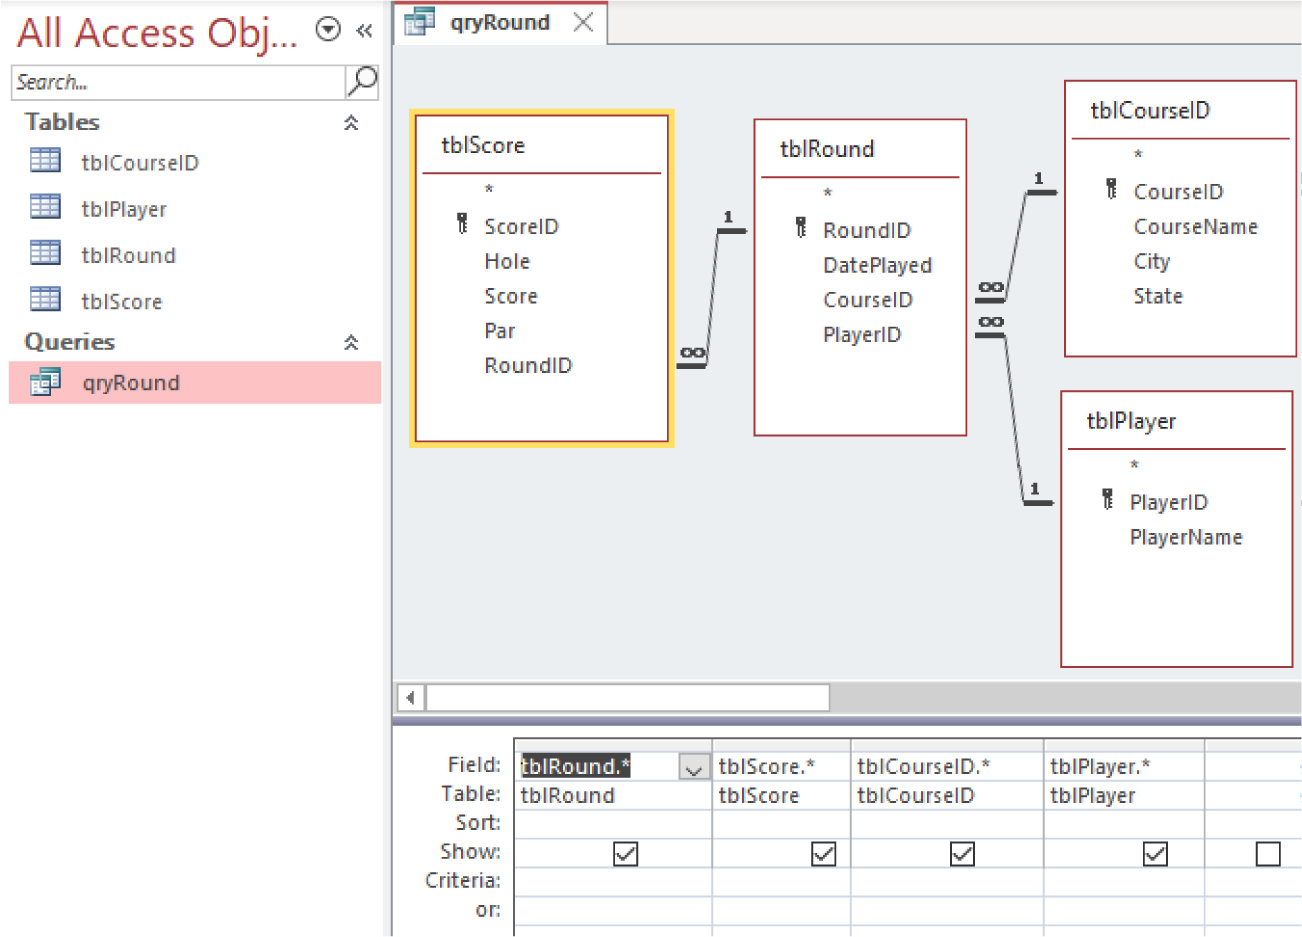 All Access Obj...
Search...
Tables
tblCourseID
tblPlayer
tblRound
tblScore
Queries
qryRound
qryRound
tblScore
*
ScoreID
Hole
Score
Par
RoundID
∞
1
tblRound
*
RoundID
DatePlayed
CourseID
PlayerID
∞
∞
1
1
tblCourseID
*
CourseID
CourseName
City
State
tblPlayer
*
PlayerID
PlayerName
Field: tblRound.* tblScore.* tblCourseID.* tblPlayer.*
Table: tblRound tblScore tblCourseID tblPlayer
Sort:
Show:
Criteria:
or: